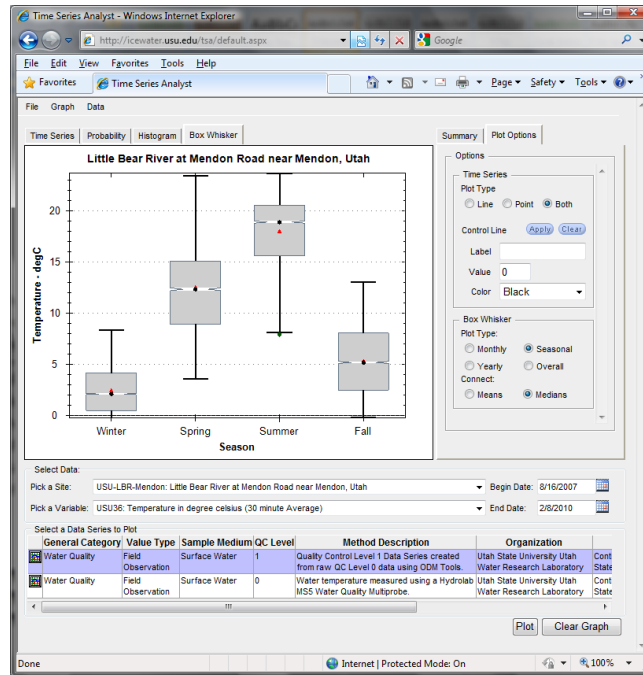 Time Series Analyst - Windows Internet Explorer
http://icewater.usu.edu/tsa/default.aspx
Google
File Edit View Favorites Tools Help
Favorites
Time Series Analyst
Page Safety Tools
File Graph Data
Time Series Probability Histogram Box Whisker
Summary Plot Options
Little Bear River at Mendon Road near Mendon, Utah
Temperature - degC
20
15
10
5
0
Winter Spring Summer Fall
Season
Options
Time Series
Plot Type
Line Point Both
Control Line Apply Clear
Label
Value 0
Color Black
Box Whisker
Plot Type:
Monthly Seasonal
Yearly Overall
Connect:
Means Medians
Select Data:
Pick a Site: USU-LBR-Mendon: Little Bear River at Mendon Road near Mendon, Utah Begin Date: 8/16/2007
Pick a Variable: USU36: Temperature in degree celsius (30 minute Average) End Date: 2/8/2010
Select a Data Series to Plot
General Category Value Type Sample Medium QC Level Method Description Organization
Water Quality Field Surface Water 1 Quality Control Level 1 Data Series created Utah State University Utah Cont
Observation from raw QC Level 0 data using ODM Tools. Water Research Laboratory State
Water Quality Field Surface Water 0 Water temperature measured using a Hydrolab Utah State University Utah Cont
Observation MS5 Water Quality Multiprobe. Water Research Laboratory State
Plot Clear Graph
Done Internet | Protected Mode: On 100%